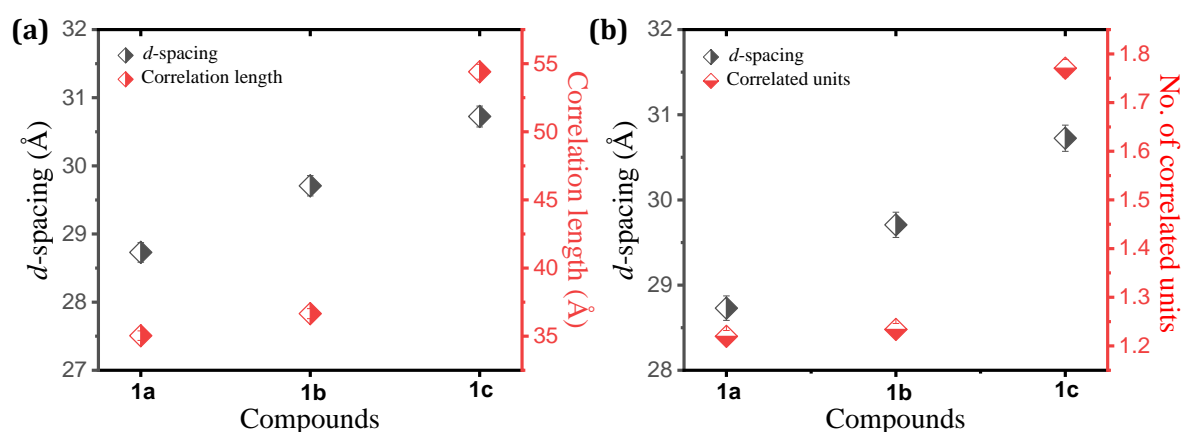 (a)
d-spacing
Correlation length
32
31
30
29
28
27
d-spacing (Å)
55
50
45
40
35
Correlation length (Å)
1a 1b 1c
Compounds
(b)
d-spacing
Correlated units
32
31
30
29
28
d-spacing (Å)
1.8
1.7
1.6
1.5
1.4
1.3
1.2
No. of correlated
units
1a 1b 1c
Compounds